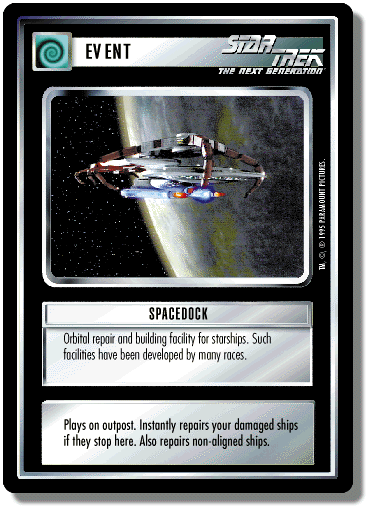 EVENT
STAR TREK
THE NEXT GENERATION
TM, © ® 1995 PARAMOUNT PICTURES.
SPACEDOCK
Orbital repair and building facility for starships. Such
facilities have been developed by many races.
Plays on outpost. Instantly repairs your damaged ships
if they stop here. Also repairs non-aligned ships.